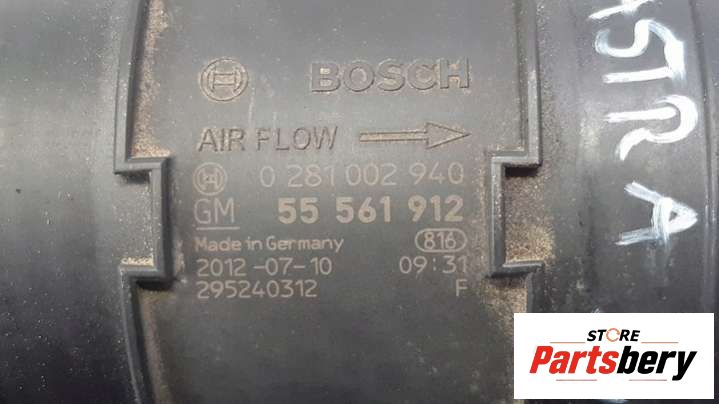 BOSCH
AIR FLOW
0 281 002 940
GM 55 561 912
Made in Germany 816
2012-07-10 09:31
295240312 F
ASTRA
STORE
Partsbery